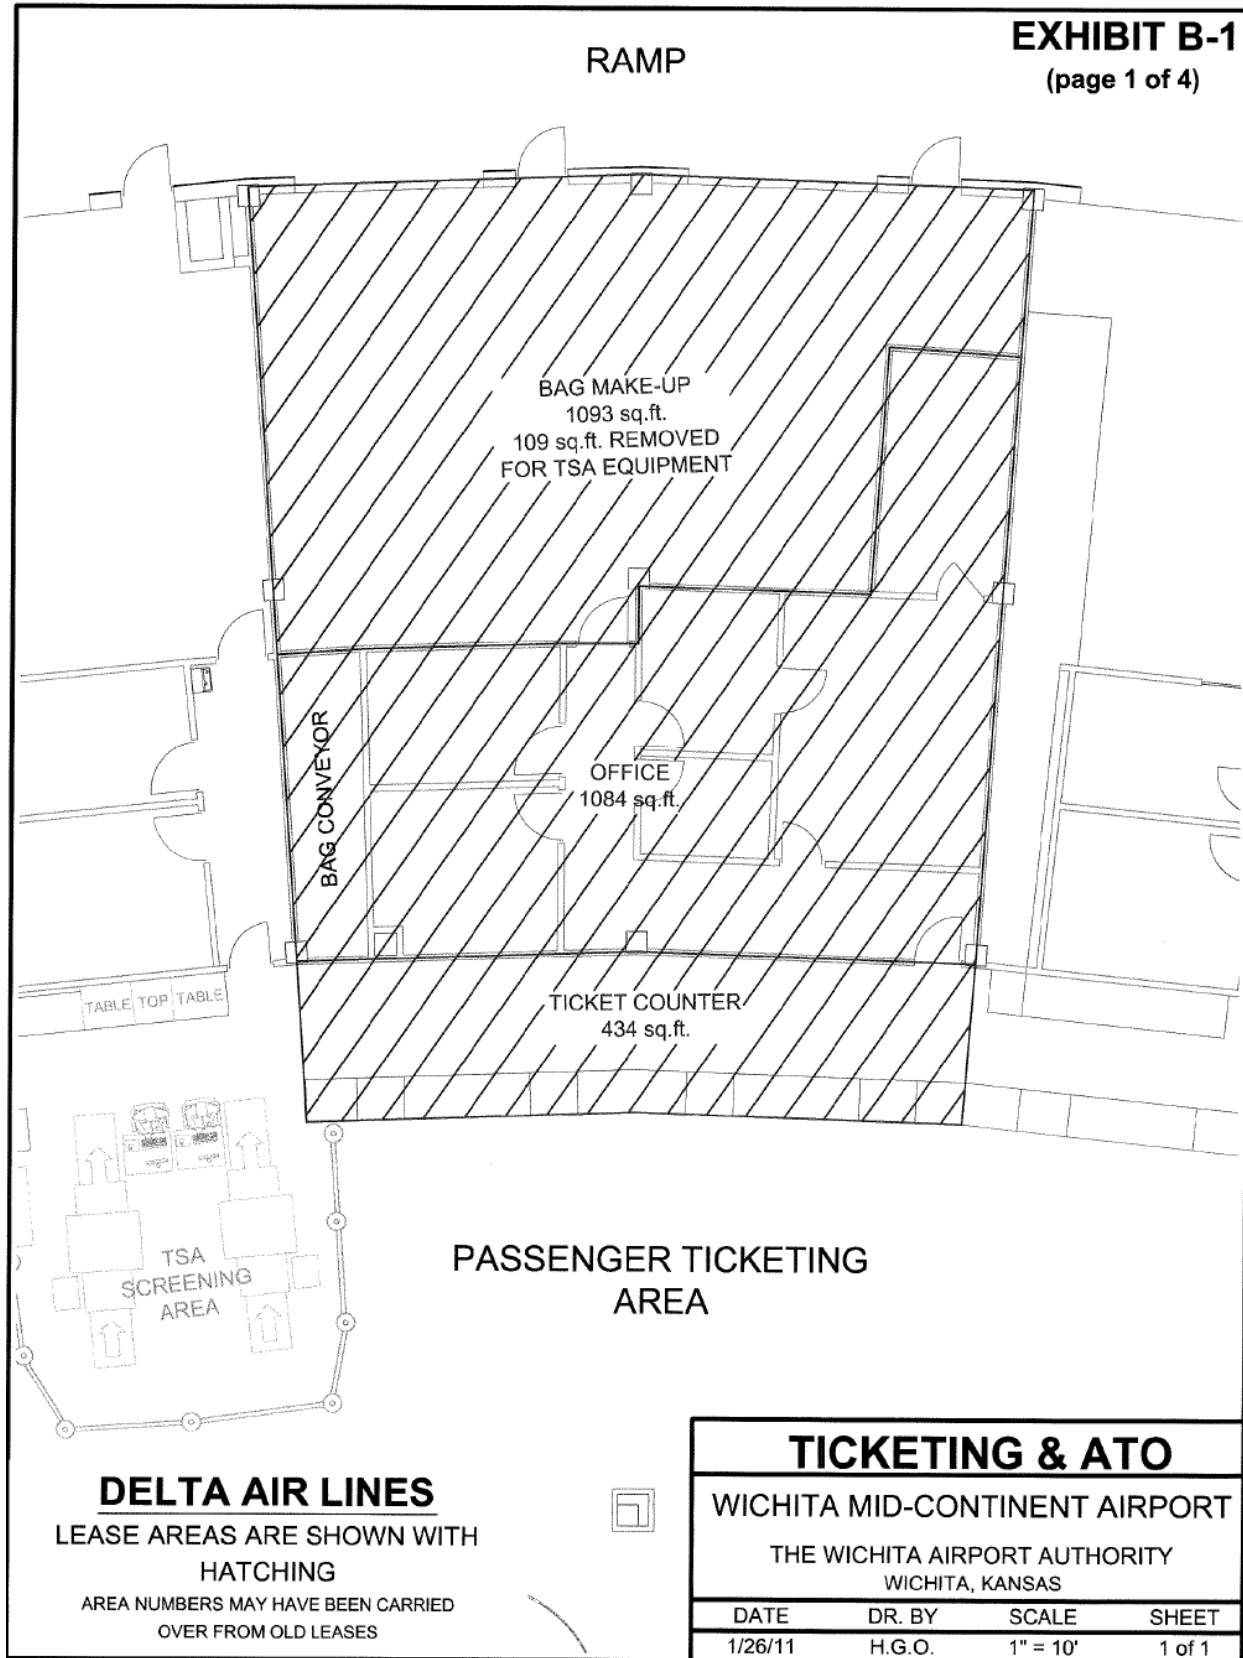 EXHIBIT B-1
(page 1 of 4)
RAMP
BAG MAKE-UP
1093 sq.ft.
109 sq.ft. REMOVED
FOR TSA EQUIPMENT
BAG CONVEYOR
OFFICE
1084 sq.ft.
TICKET COUNTER
434 sq.ft.
TABLE TOP TABLE
TSA
SCREENING
AREA
PASSENGER TICKETING
AREA
DELTA AIR LINES
LEASE AREAS ARE SHOWN WITH
HATCHING
AREA NUMBERS MAY HAVE BEEN CARRIED
OVER FROM OLD LEASES
TICKETING & ATO
WICHITA MID-CONTINENT AIRPORT
THE WICHITA AIRPORT AUTHORITY
WICHITA, KANSAS
DATE DR. BY SCALE SHEET
1/26/11 H.G.O. 1" = 10' 1 of 1